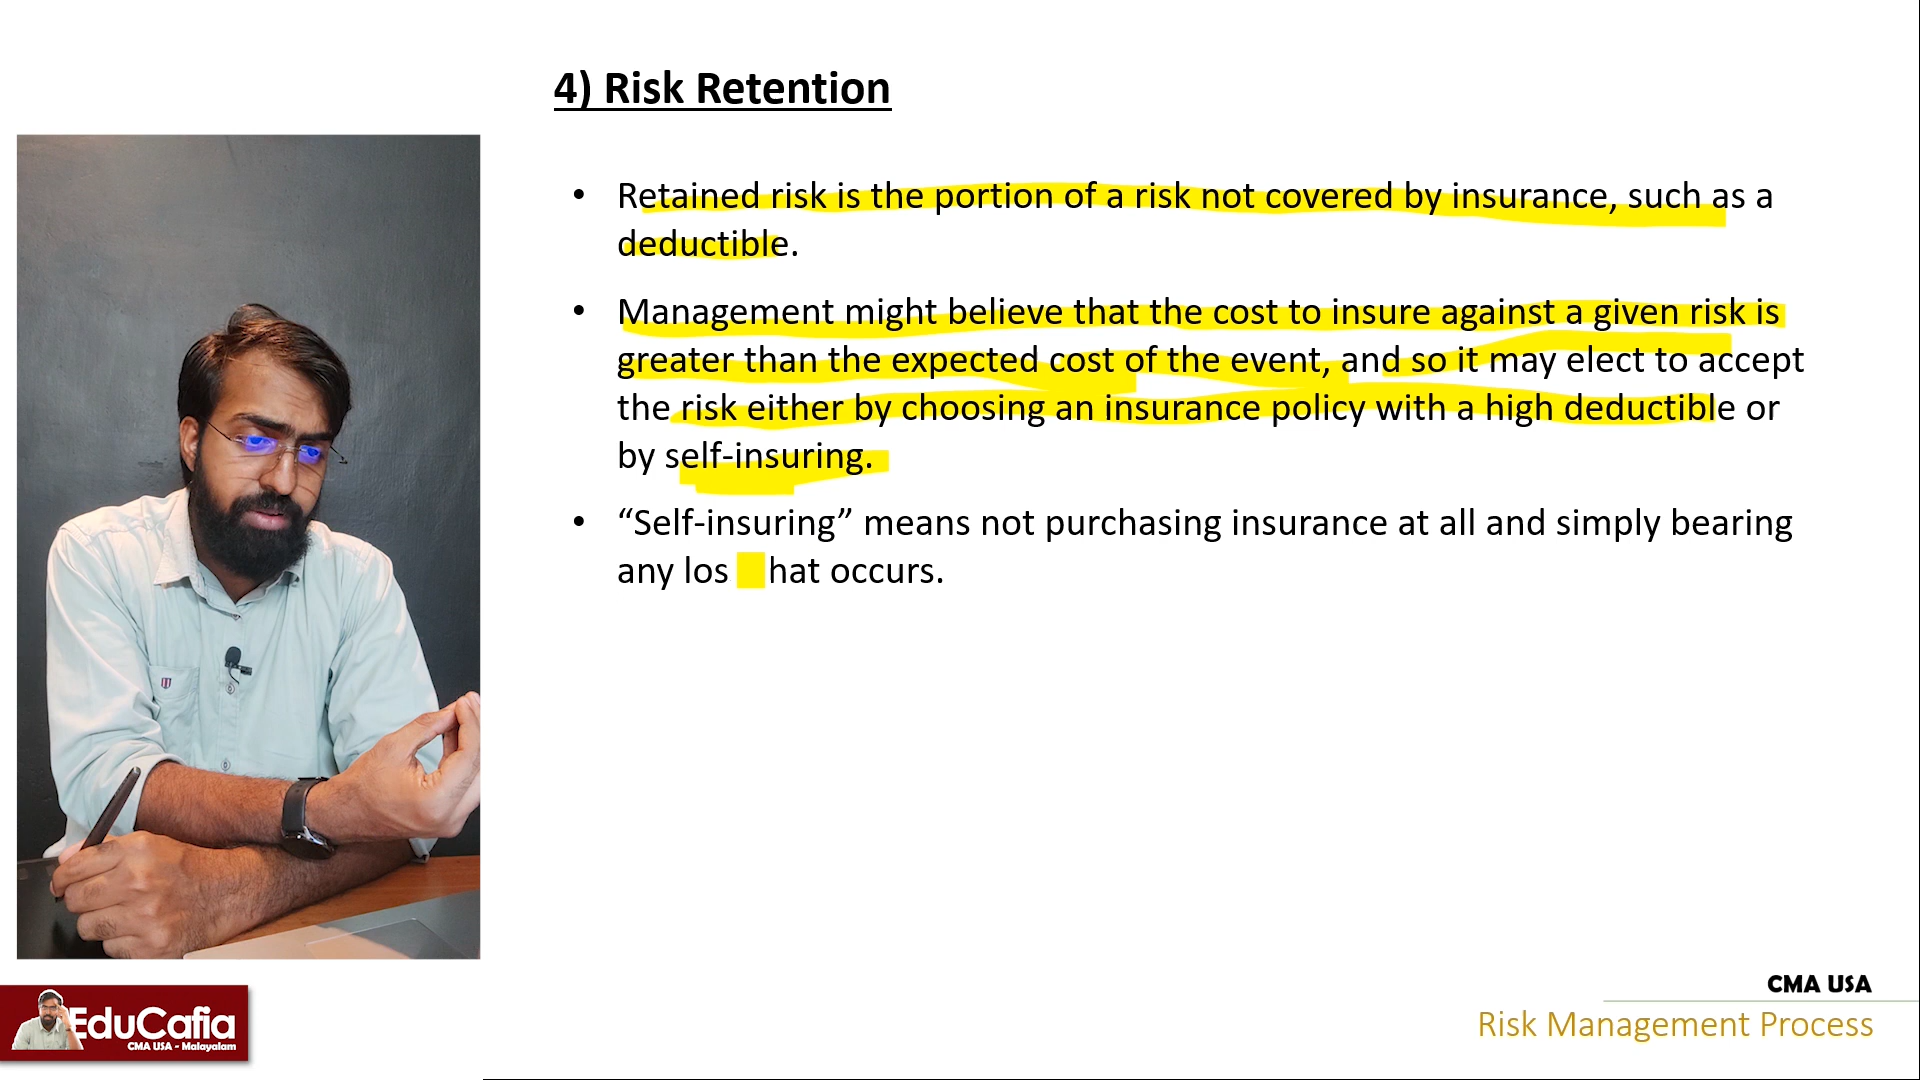 4) Risk Retention
• Retained risk is the portion of a risk not covered by insurance, such as a
deductible.
• Management might believe that the cost to insure against a given risk is
greater than the expected cost of the event, and so it may elect to accept
the risk either by choosing an insurance policy with a high deductible or
by self-insuring.
• “Self-insuring” means not purchasing insurance at all and simply bearing
any los hat occurs.
EduCafia
CMA USA - Malayalam
CMA USA
Risk Management Process